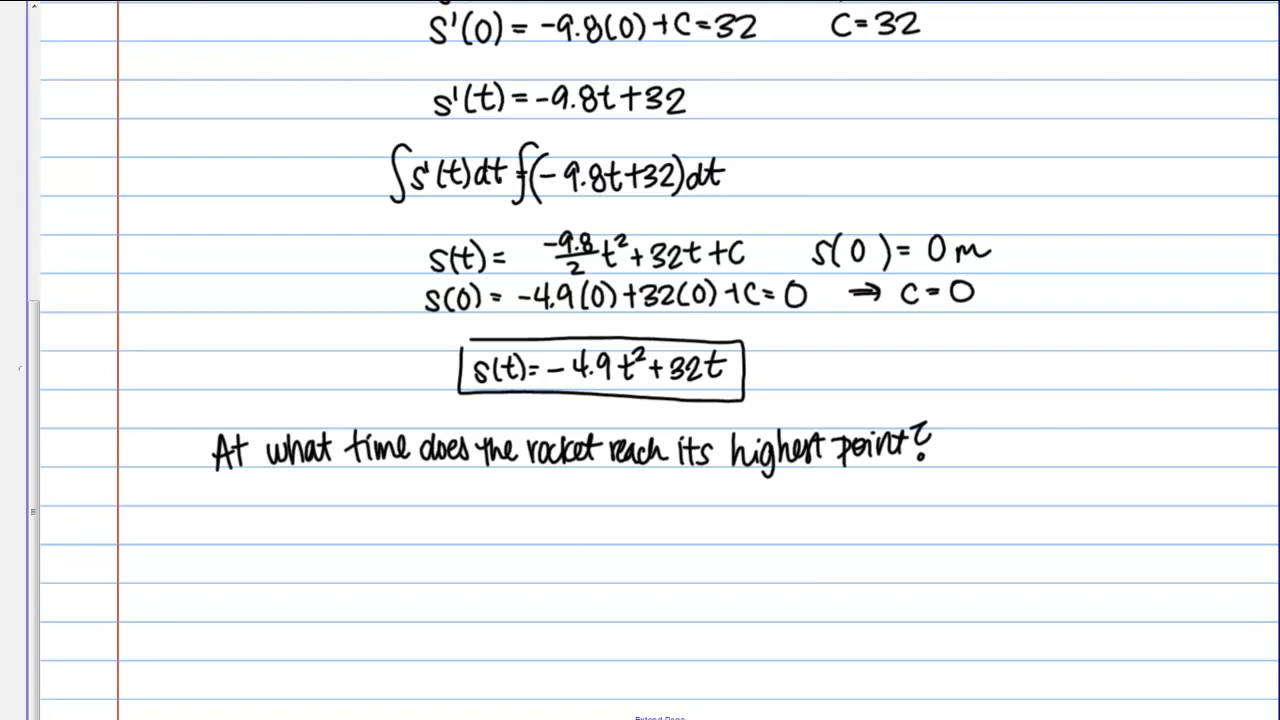 s'(0) = -9.8(0) + C = 32 C = 32
s'(t) = -9.8t + 32
∫s'(t)dt = ∫(-9.8t+32)dt
s(t) = -9.8/2 t² + 32t + C s(0) = 0 m
s(0) = -4.9(0) + 32(0) + C = 0 ⇒ C = 0
s(t) = -4.9t² + 32t
At what time does the rocket reach its highest point?
Extend Page